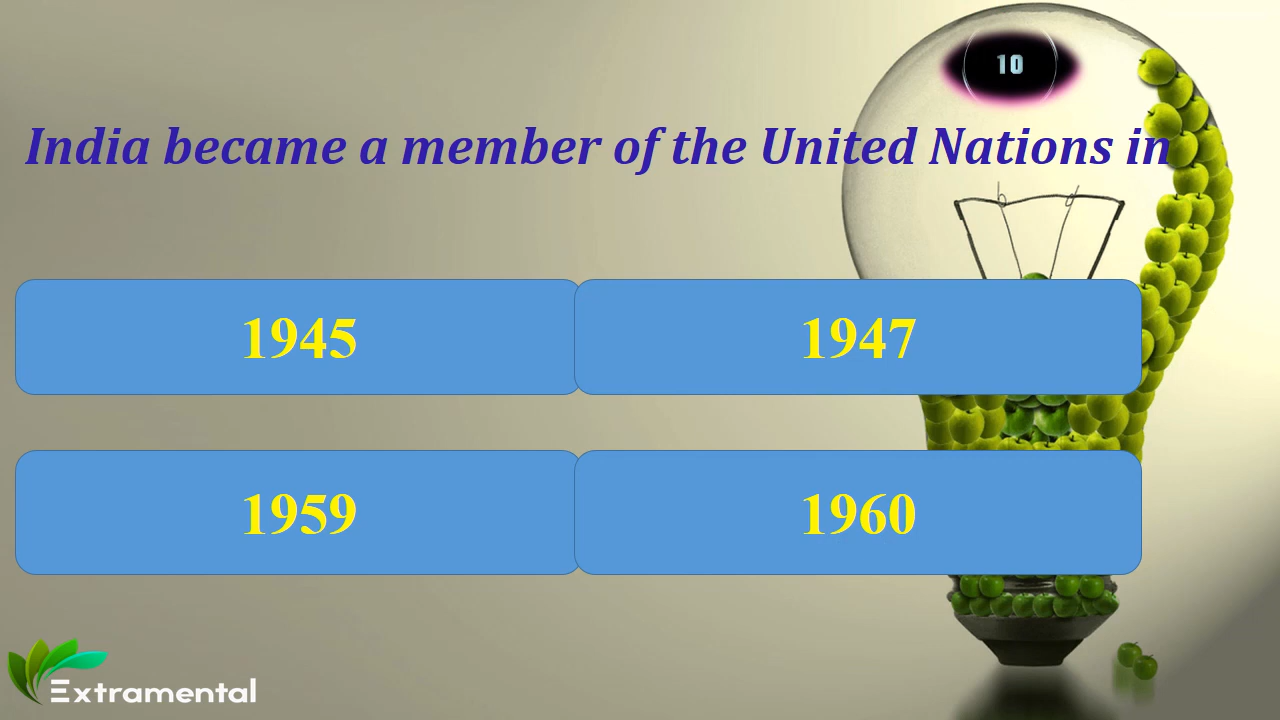 10
India became a member of the United Nations in
1945
1947
1959
1960
Extramental